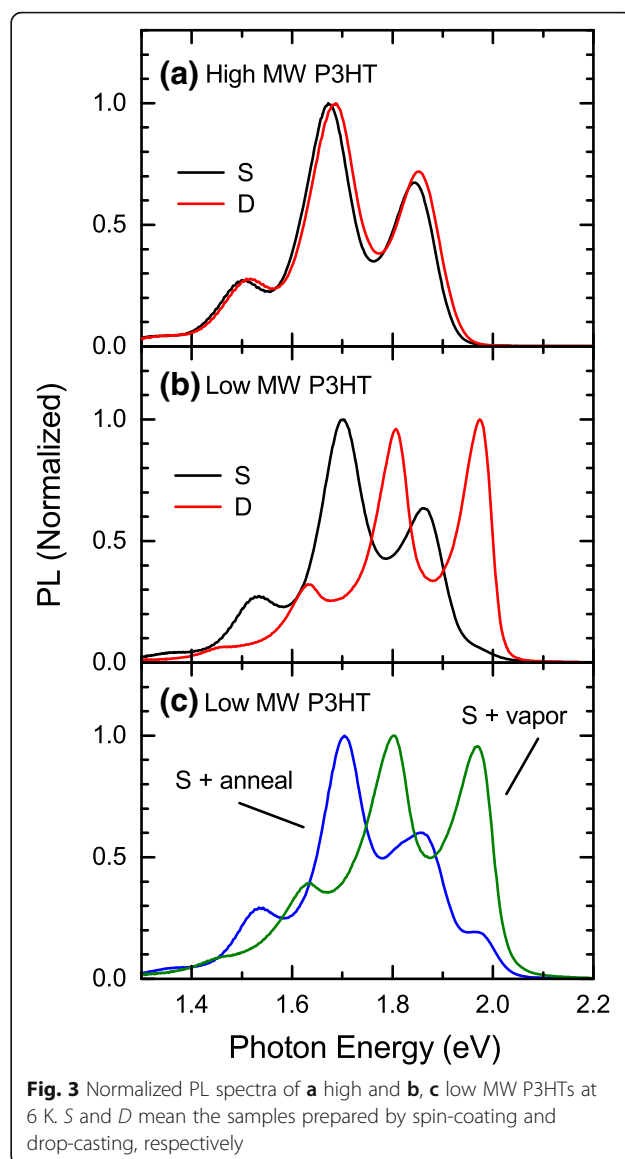 (a) High MW P3HT
1.0
S
D
0.5
0.0
(b) Low MW P3HT
1.0
S
D
0.5
0.0
(c) Low MW P3HT
1.0
S + vapor
S + anneal
0.5
0.0
PL (Normalized)
1.4 1.6 1.8 2.0 2.2
Photon Energy (eV)
Fig. 3 Normalized PL spectra of a high and b, c low MW P3HTs at
6 K. S and D mean the samples prepared by spin-coating and
drop-casting, respectively